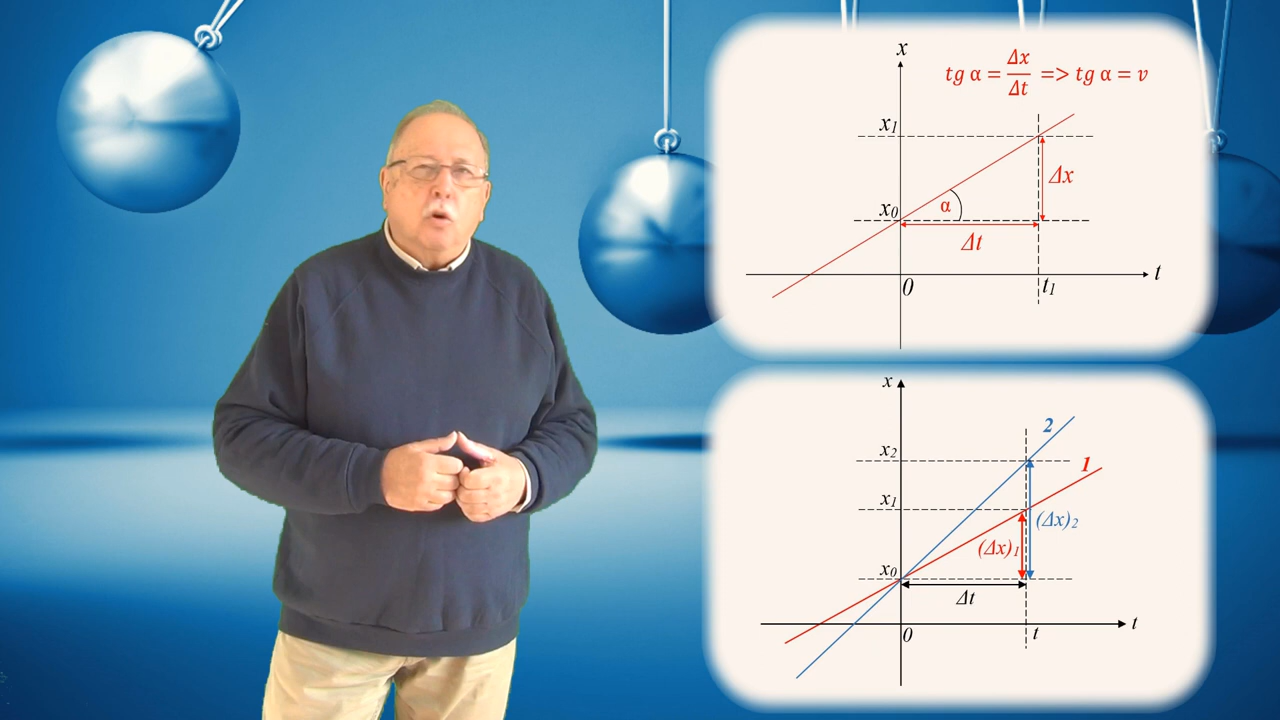 x
tg α = Δx/Δt => tg α = v
x₁
Δx
x₀
α
Δt
t
0
t₁
x
2
x₂
1
x₁
(Δx)₂
(Δx)₁
x₀
Δt
t
0
t